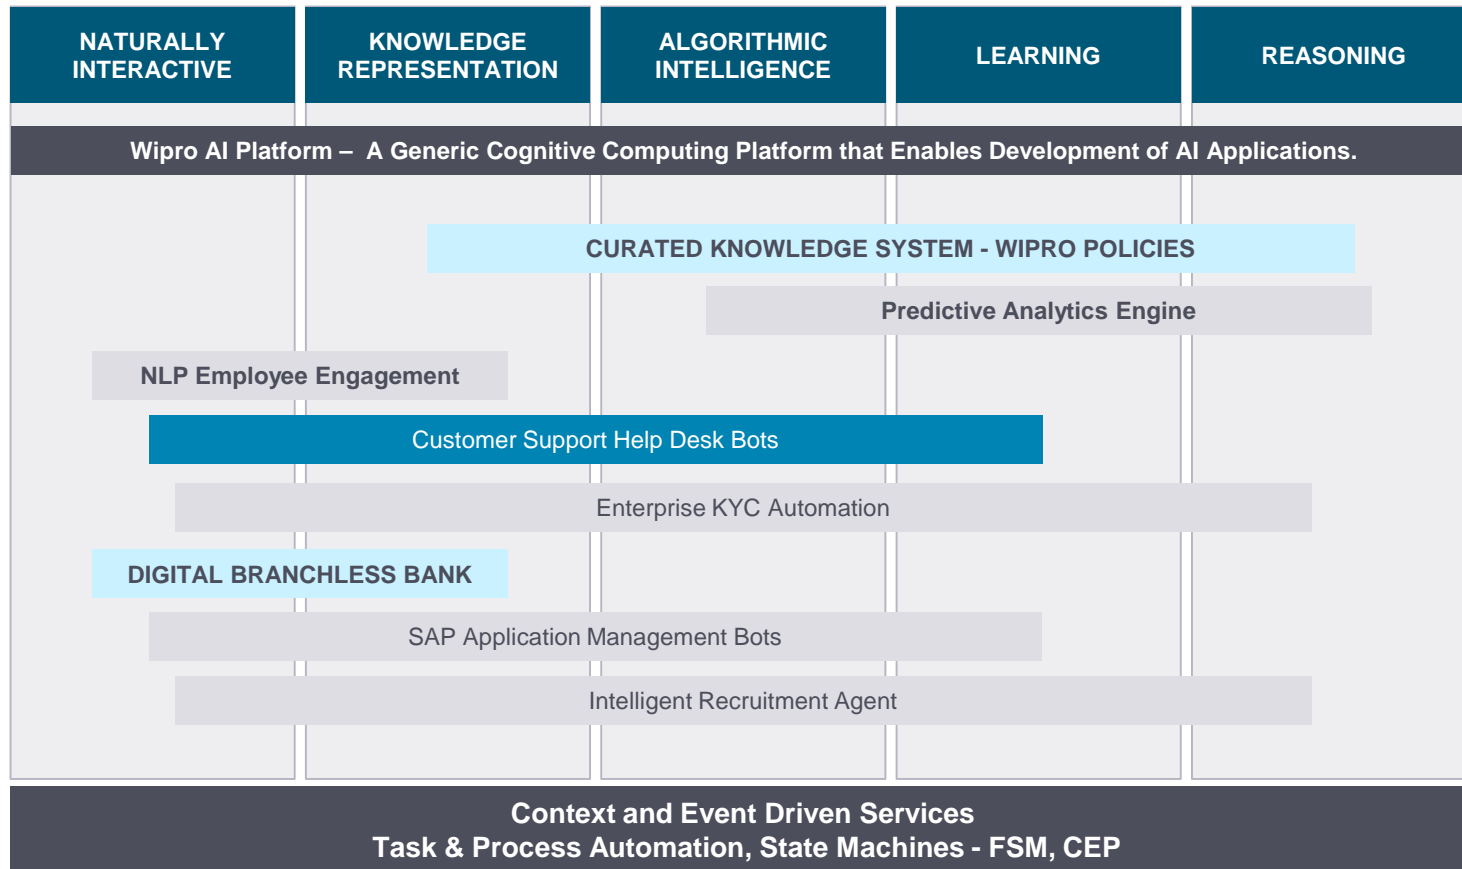 NATURALLY
INTERACTIVE
KNOWLEDGE
REPRESENTATION
ALGORITHMIC
INTELLIGENCE
LEARNING
REASONING
Wipro AI Platform – A Generic Cognitive Computing Platform that Enables Development of AI Applications.
CURATED KNOWLEDGE SYSTEM - WIPRO POLICIES
Predictive Analytics Engine
NLP Employee Engagement
Customer Support Help Desk Bots
Enterprise KYC Automation
DIGITAL BRANCHLESS BANK
SAP Application Management Bots
Intelligent Recruitment Agent
Context and Event Driven Services
Task & Process Automation, State Machines - FSM, CEP